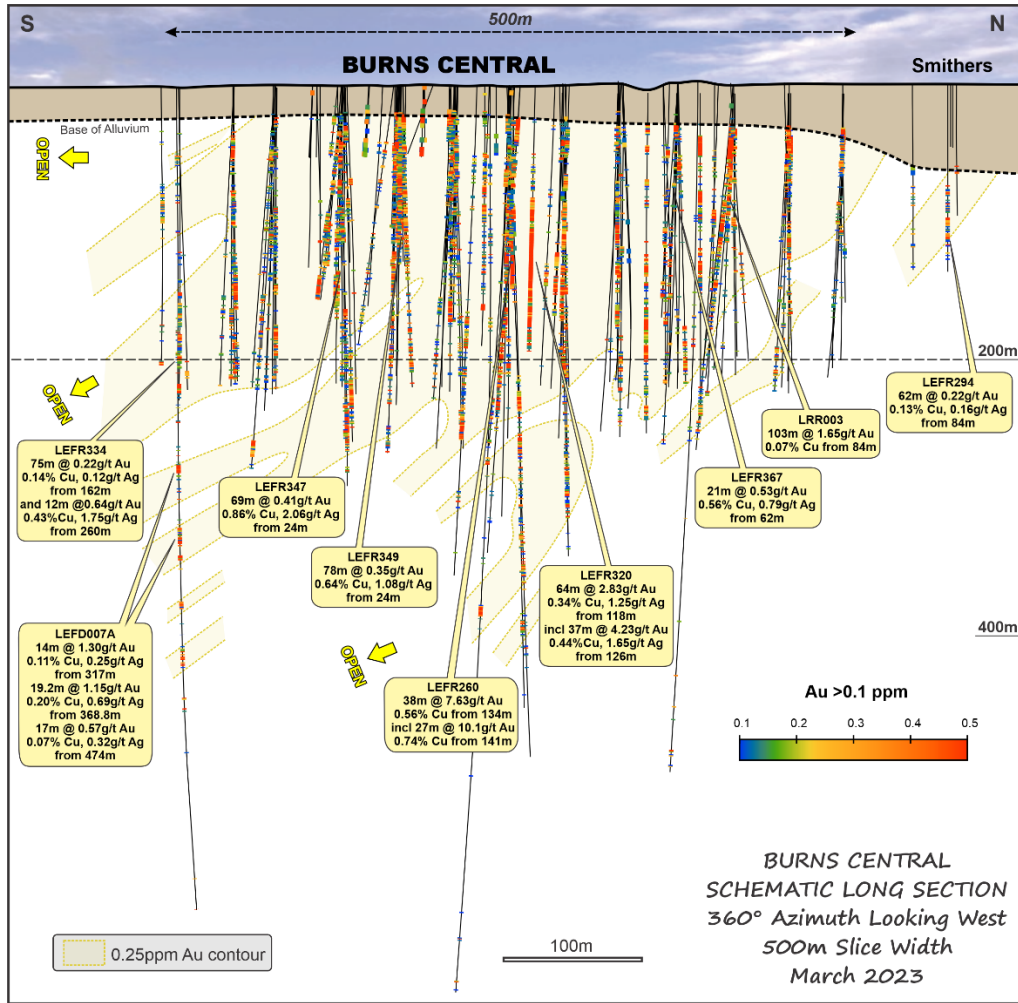 S
500m
N
BURNS CENTRAL
Smithers
Base of Alluvium
OPEN
200m
OPEN
LEFR294
62m @ 0.22g/t Au
0.13% Cu, 0.16g/t Ag
from 84m
LRR003
103m @ 1.65g/t Au
0.07% Cu from 84m
LEFR334
75m @ 0.22g/t Au
0.14% Cu, 0.12g/t Ag
from 162m
and 12m @0.64g/t Au
0.43%Cu, 1.75g/t Ag
from 260m
LEFR347
69m @ 0.41g/t Au
0.86% Cu, 2.06g/t Ag
from 24m
LEFR367
21m @ 0.53g/t Au
0.56% Cu, 0.79g/t Ag
from 62m
LEFR349
78m @ 0.35g/t Au
0.64% Cu, 1.08g/t Ag
from 24m
LEFR320
64m @ 2.83g/t Au
0.34% Cu, 1.25g/t Ag
from 118m
incl 37m @ 4.23g/t Au
0.44%Cu, 1.65g/t Ag
from 126m
400m
LEFD007A
14m @ 1.30g/t Au
0.11% Cu, 0.25g/t Ag
from 317m
19.2m @ 1.15g/t Au
0.20% Cu, 0.69g/t Ag
from 368.8m
17m @ 0.57g/t Au
0.07% Cu, 0.32g/t Ag
from 474m
OPEN
LEFR260
38m @ 7.63g/t Au
0.56% Cu from 134m
incl 27m @ 10.1g/t Au
0.74% Cu from 141m
Au >0.1 ppm
0.1 0.2 0.3 0.4 0.5
BURNS CENTRAL
SCHEMATIC LONG SECTION
360° Azimuth Looking West
500m Slice Width
March 2023
0.25ppm Au contour
100m